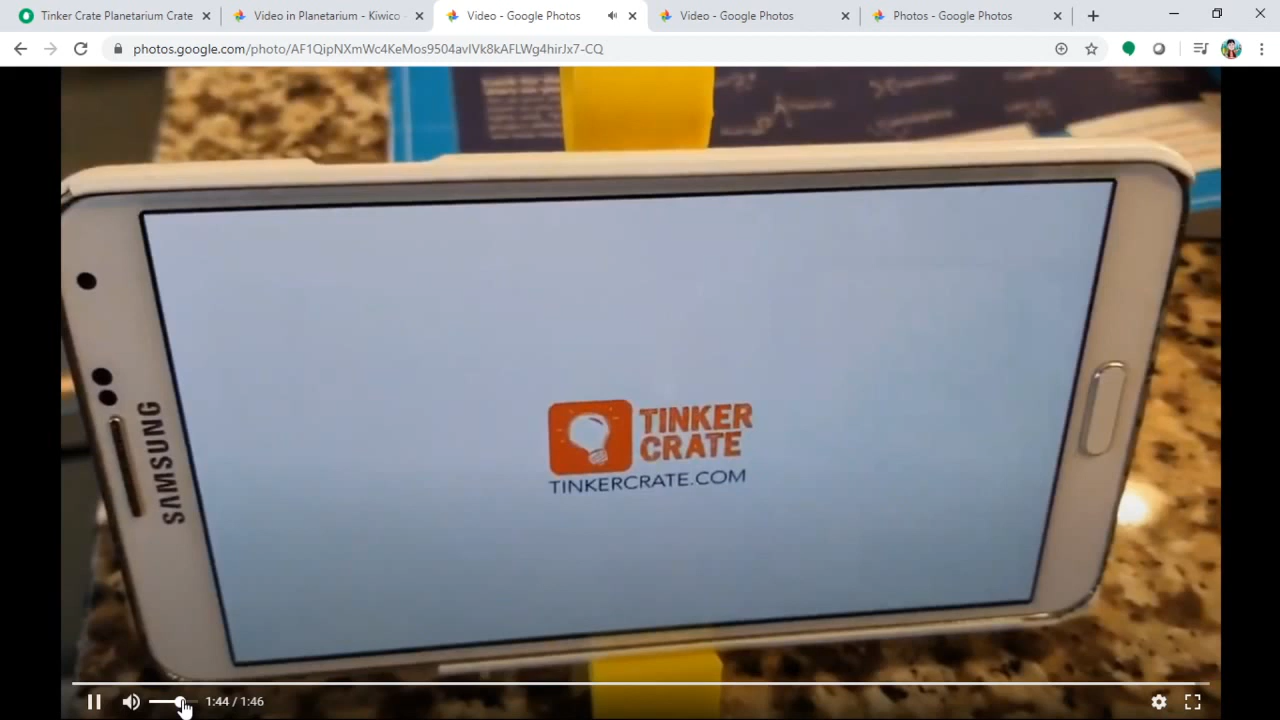 Tinker Crate Planetarium Crate
Video in Planetarium - Kiwico -
Video - Google Photos
Video - Google Photos
Photos - Google Photos
photos.google.com/photo/AF1QipNXmWc4KeMos9504avIVk8kAFLWg4hirJx7-CQ
SAMSUNG
TINKER
CRATE
TINKERCRATE.COM
1:44 / 1:46